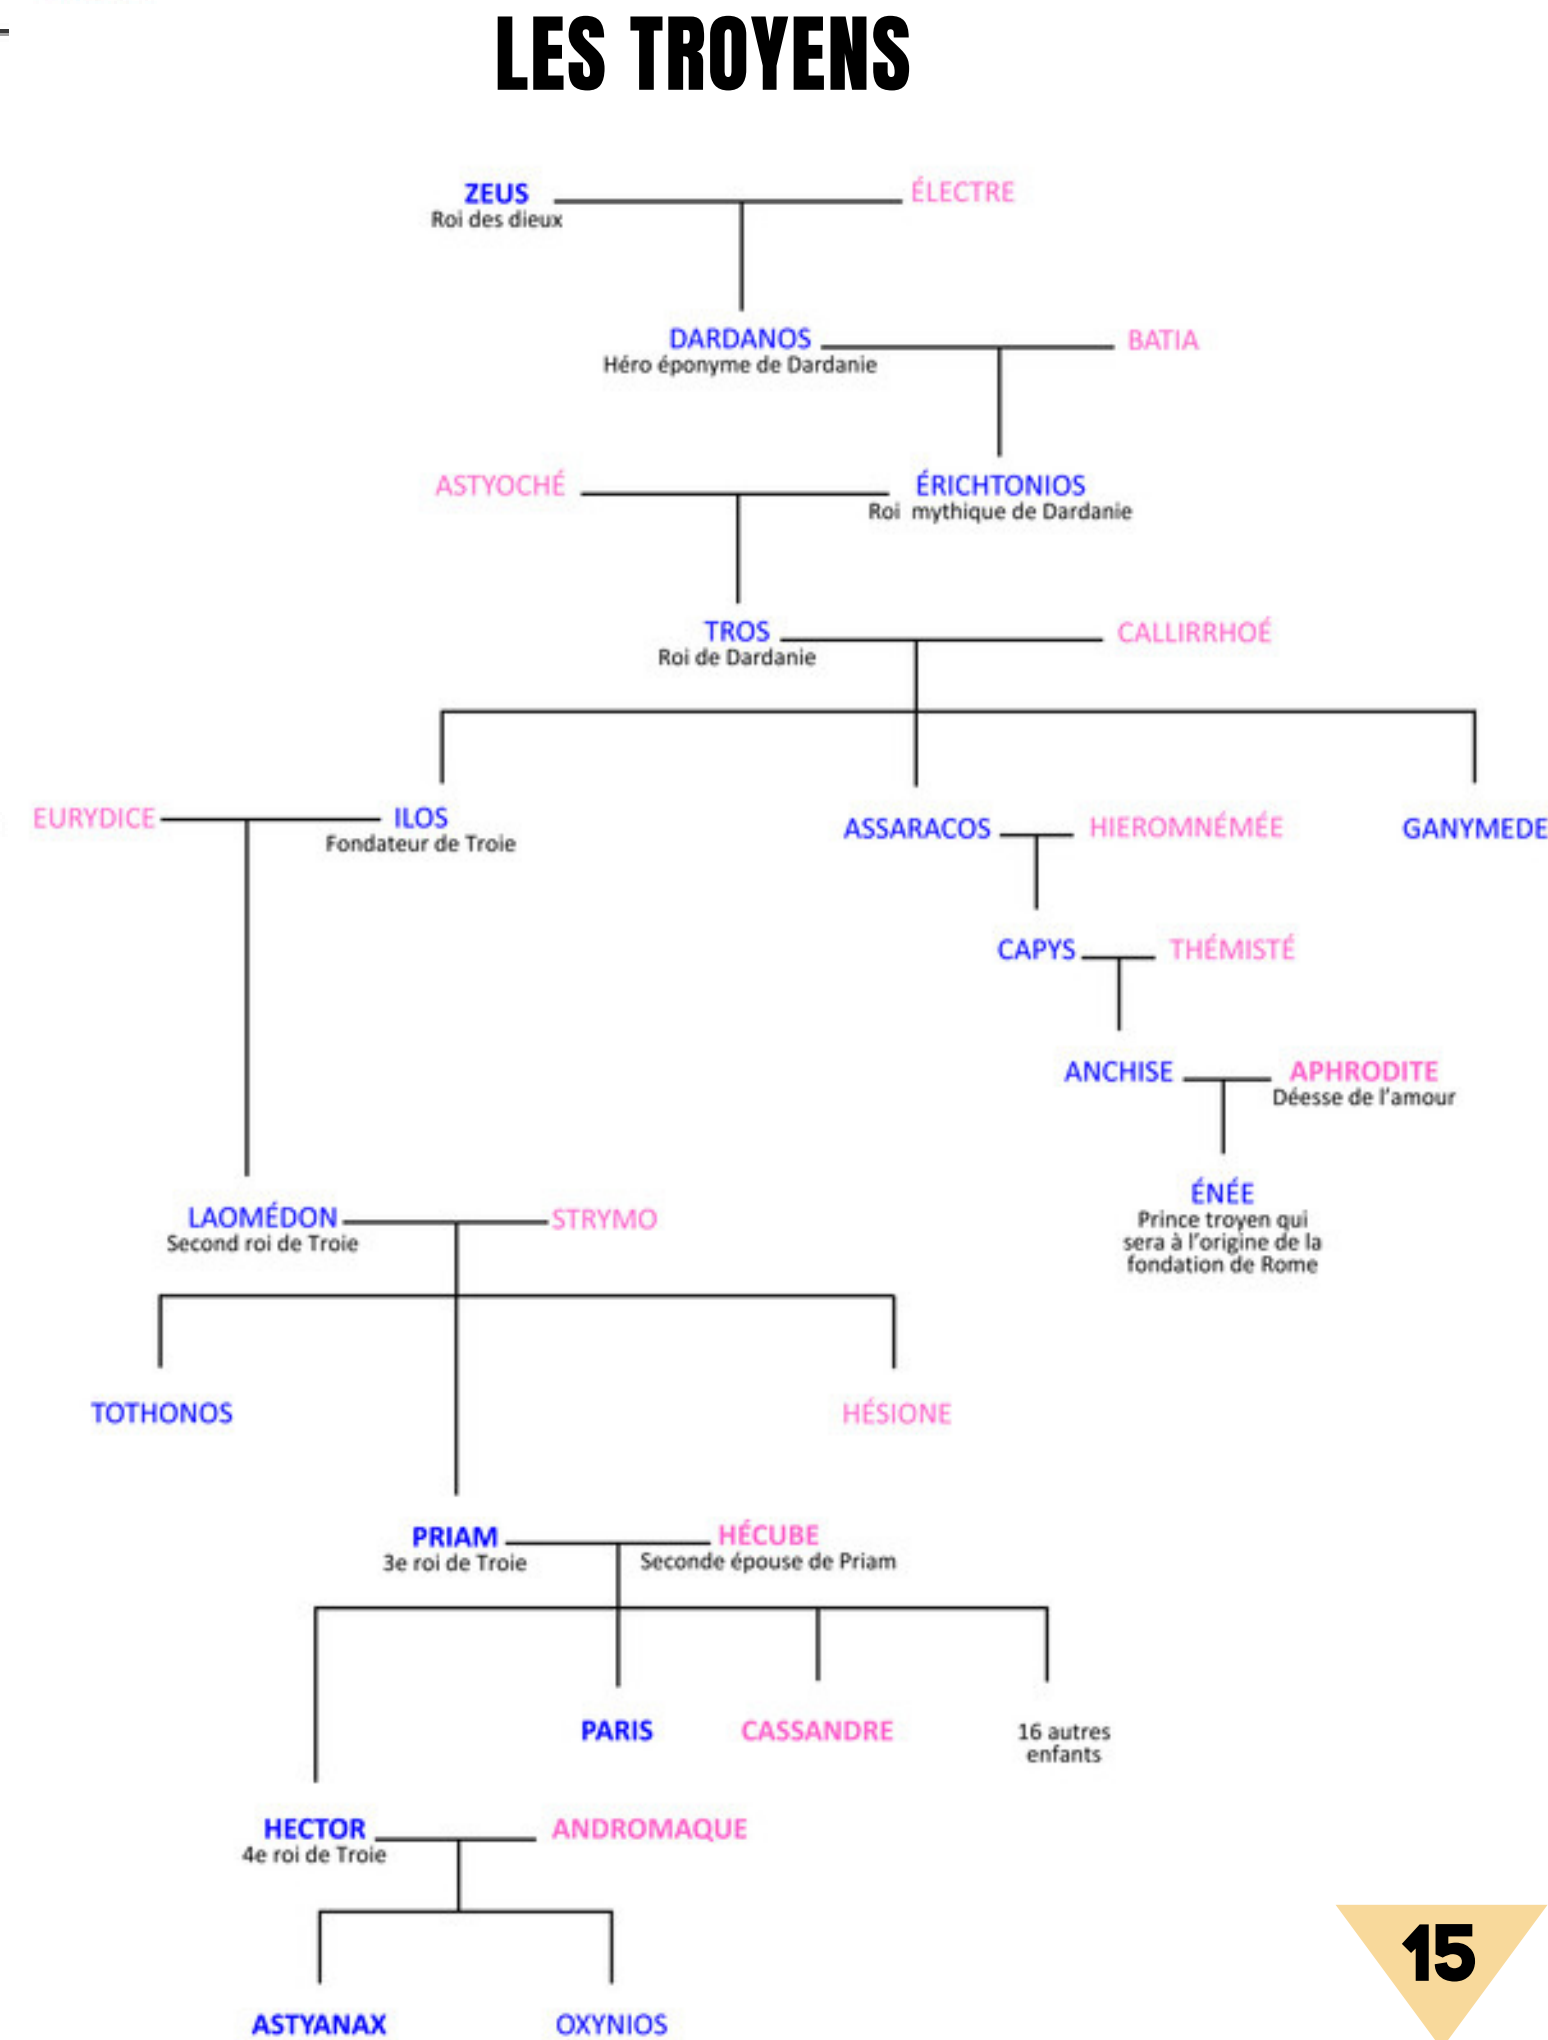 LES TROYENS
ZEUS
Roi des dieux
ÉLECTRE
DARDANOS
Héro éponyme de Dardanie
BATIA
ASTYOCHÉ
ÉRICHTONIOS
Roi mythique de Dardanie
TROS
Roi de Dardanie
CALLIRRHOÉ
EURYDICE
ILOS
Fondateur de Troie
ASSARACOS
HIEROMNÉMÉE
GANYMEDE
CAPYS
THÉMISTÉ
ANCHISE
APHRODITE
Déesse de l'amour
ÉNÉE
Prince troyen qui
sera à l'origine de la
fondation de Rome
LAOMÉDON
Second roi de Troie
STRYMO
TOTHONOS
HÉSIONE
PRIAM
3e roi de Troie
HÉCUBE
Seconde épouse de Priam
PARIS
CASSANDRE
16 autres
enfants
HECTOR
4e roi de Troie
ANDROMAQUE
ASTYANAX
OXYNIOS
15